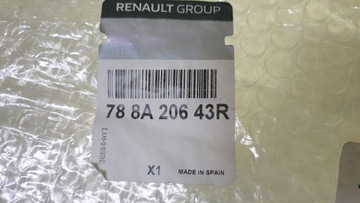 RENAULT GROUP
78 8A 206 43R
X1 MADE IN SPAIN